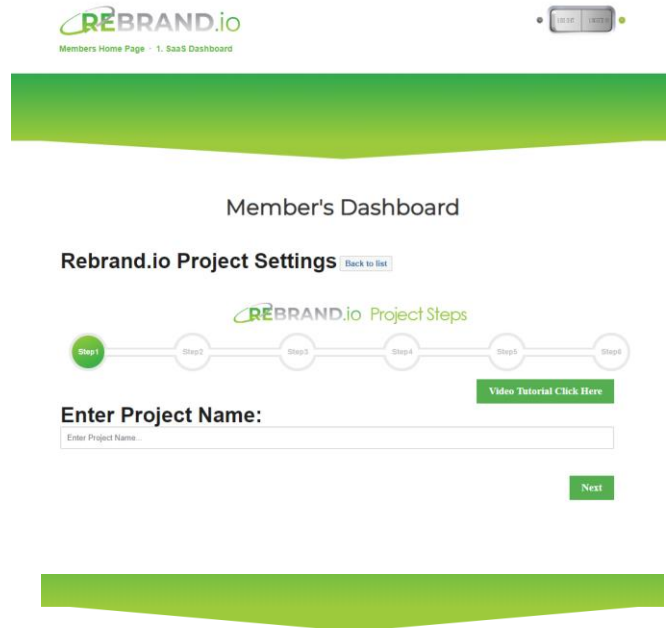 REBRAND.io
Members Home Page · 1. SaaS Dashboard
Member's Dashboard
Rebrand.io Project Settings Back to list
REBRAND.io Project Steps
Step1 Step2 Step3 Step4 Step5 Step6
Video Tutorial Click Here
Enter Project Name:
Enter Project Name...
Next